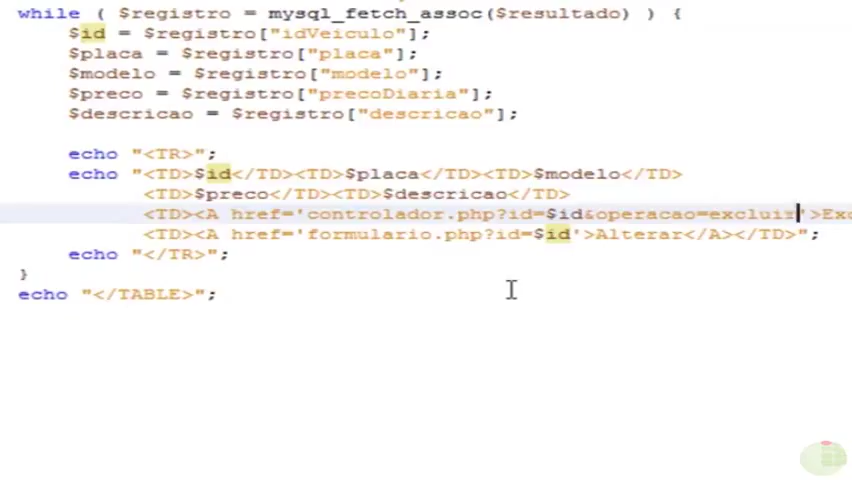 while ( $registro = mysql_fetch_assoc($resultado) ) {
$id = $registro["idVeiculo"];
$placa = $registro["placa"];
$modelo = $registro["modelo"];
$preco = $registro["precoDiaria"];
$descricao = $registro["descricao"];
echo "<TR>";
echo "<TD>$id</TD><TD>$placa</TD><TD>$modelo</TD>
<TD>$preco</TD><TD>$descricao</TD>
<TD><A href='controlador.php?id=$id&operacao=excluir'>Exc
<TD><A href='formulario.php?id=$id'>Alterar</A></TD>";
echo "</TR>";
}
echo "</TABLE>";